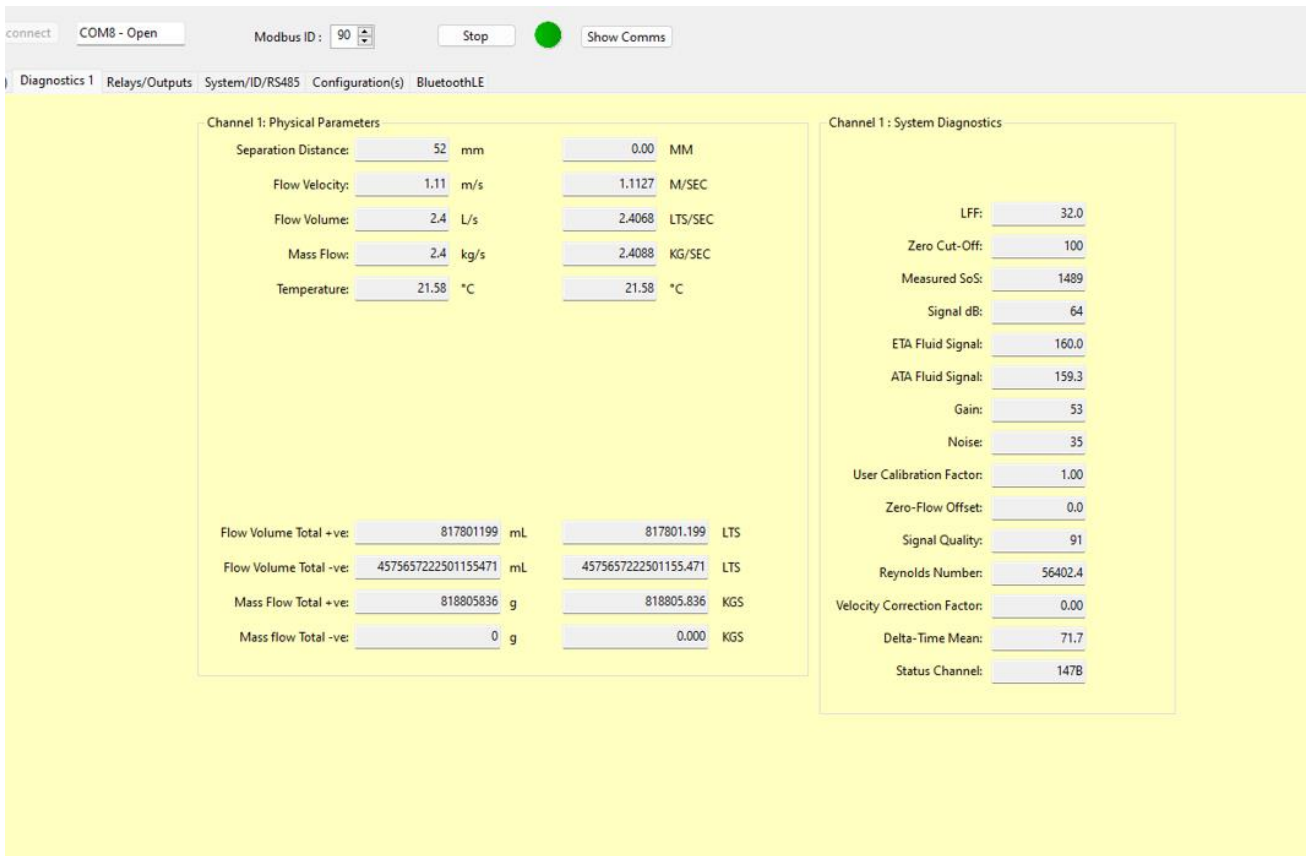 connect COM8 - Open Modbus ID : 90 Stop Show Comms
) Diagnostics 1 Relays/Outputs System/ID/RS485 Configuration(s) BluetoothLE
Channel 1: Physical Parameters
Separation Distance: 52 mm 0.00 MM
Flow Velocity: 1.11 m/s 1.1127 M/SEC
Flow Volume: 2.4 L/s 2.4068 LTS/SEC
Mass Flow: 2.4 kg/s 2.4088 KG/SEC
Temperature: 21.58 °C 21.58 °C
Flow Volume Total +ve: 817801199 mL 817801.199 LTS
Flow Volume Total -ve: 4575657222501155471 mL 4575657222501155.471 LTS
Mass Flow Total +ve: 818805836 g 818805.836 KGS
Mass flow Total -ve: 0 g 0.000 KGS
Channel 1 : System Diagnostics
LFF: 32.0
Zero Cut-Off: 100
Measured SoS: 1489
Signal dB: 64
ETA Fluid Signal: 160.0
ATA Fluid Signal: 159.3
Gain: 53
Noise: 35
User Calibration Factor: 1.00
Zero-Flow Offset: 0.0
Signal Quality: 91
Reynolds Number: 56402.4
Velocity Correction Factor: 0.00
Delta-Time Mean: 71.7
Status Channel: 147B